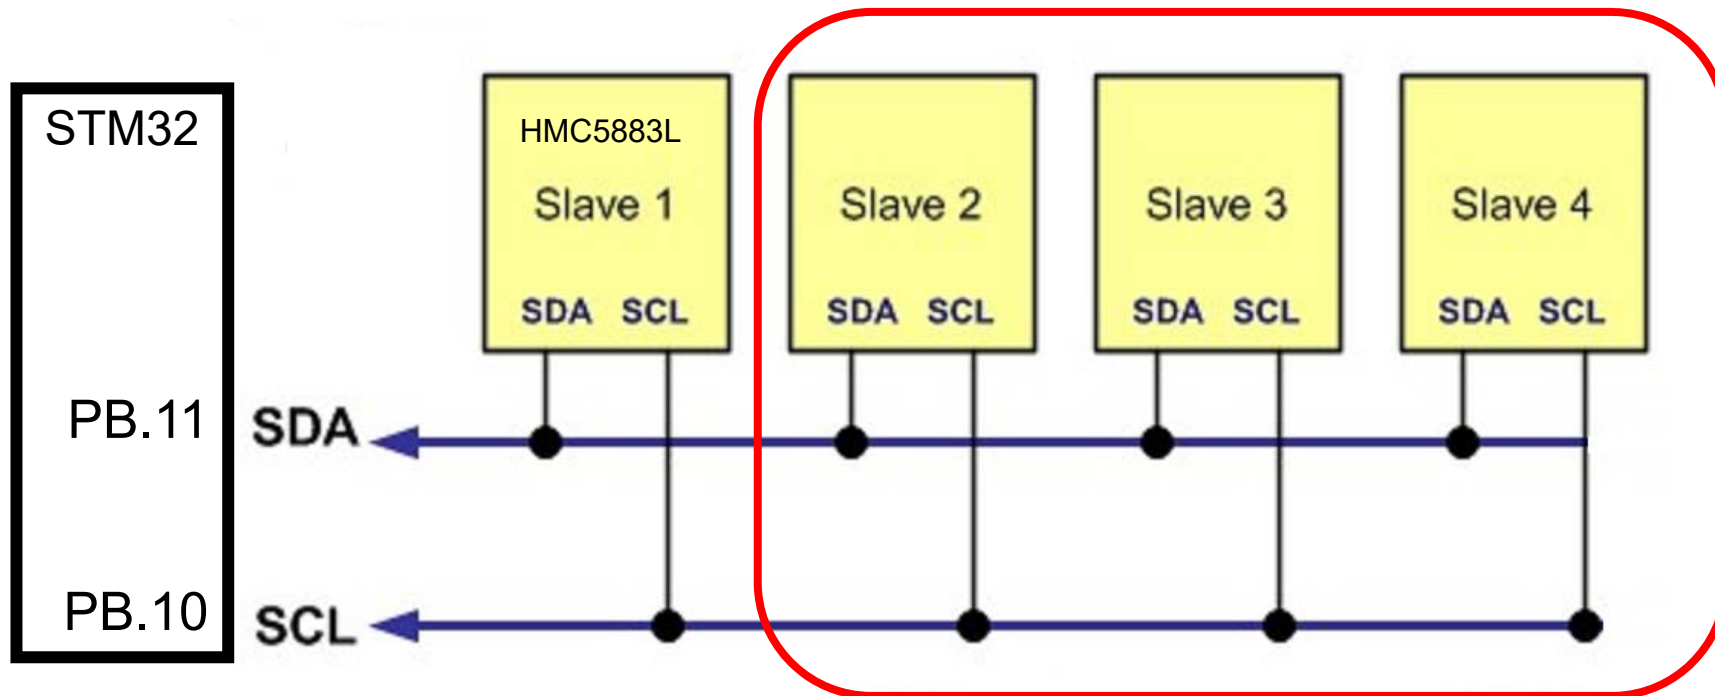 STM32
HMC5883L
Slave 1
Slave 2
Slave 3
Slave 4
SDA SCL
SDA SCL
SDA SCL
SDA SCL
PB.11
SDA
PB.10
SCL